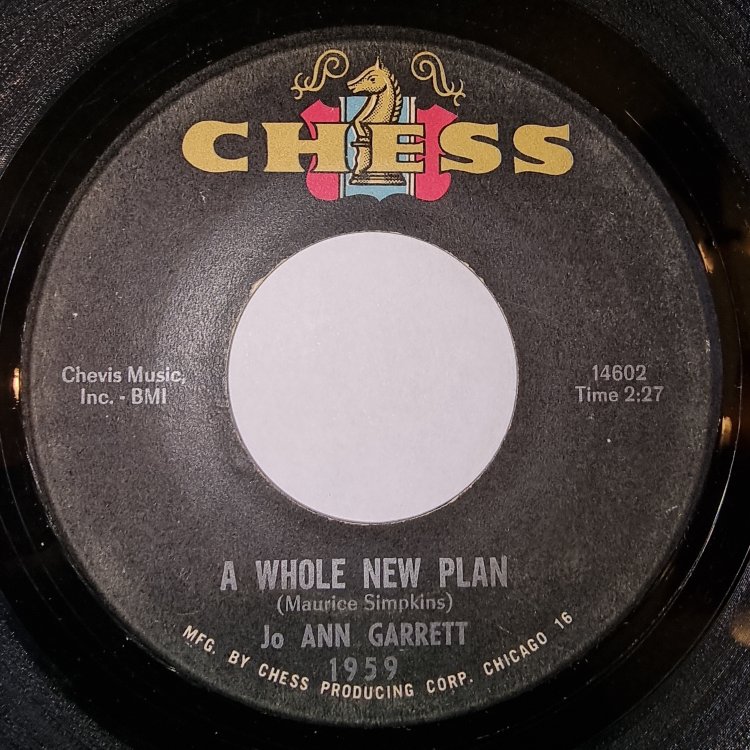 CHESS
Chevis Music,
Inc. - BMI
14602
Time 2:27
A WHOLE NEW PLAN
(Maurice Simpkins)
Jo ANN GARRETT
1959
MFG. BY CHESS PRODUCING CORP. CHICAGO 16